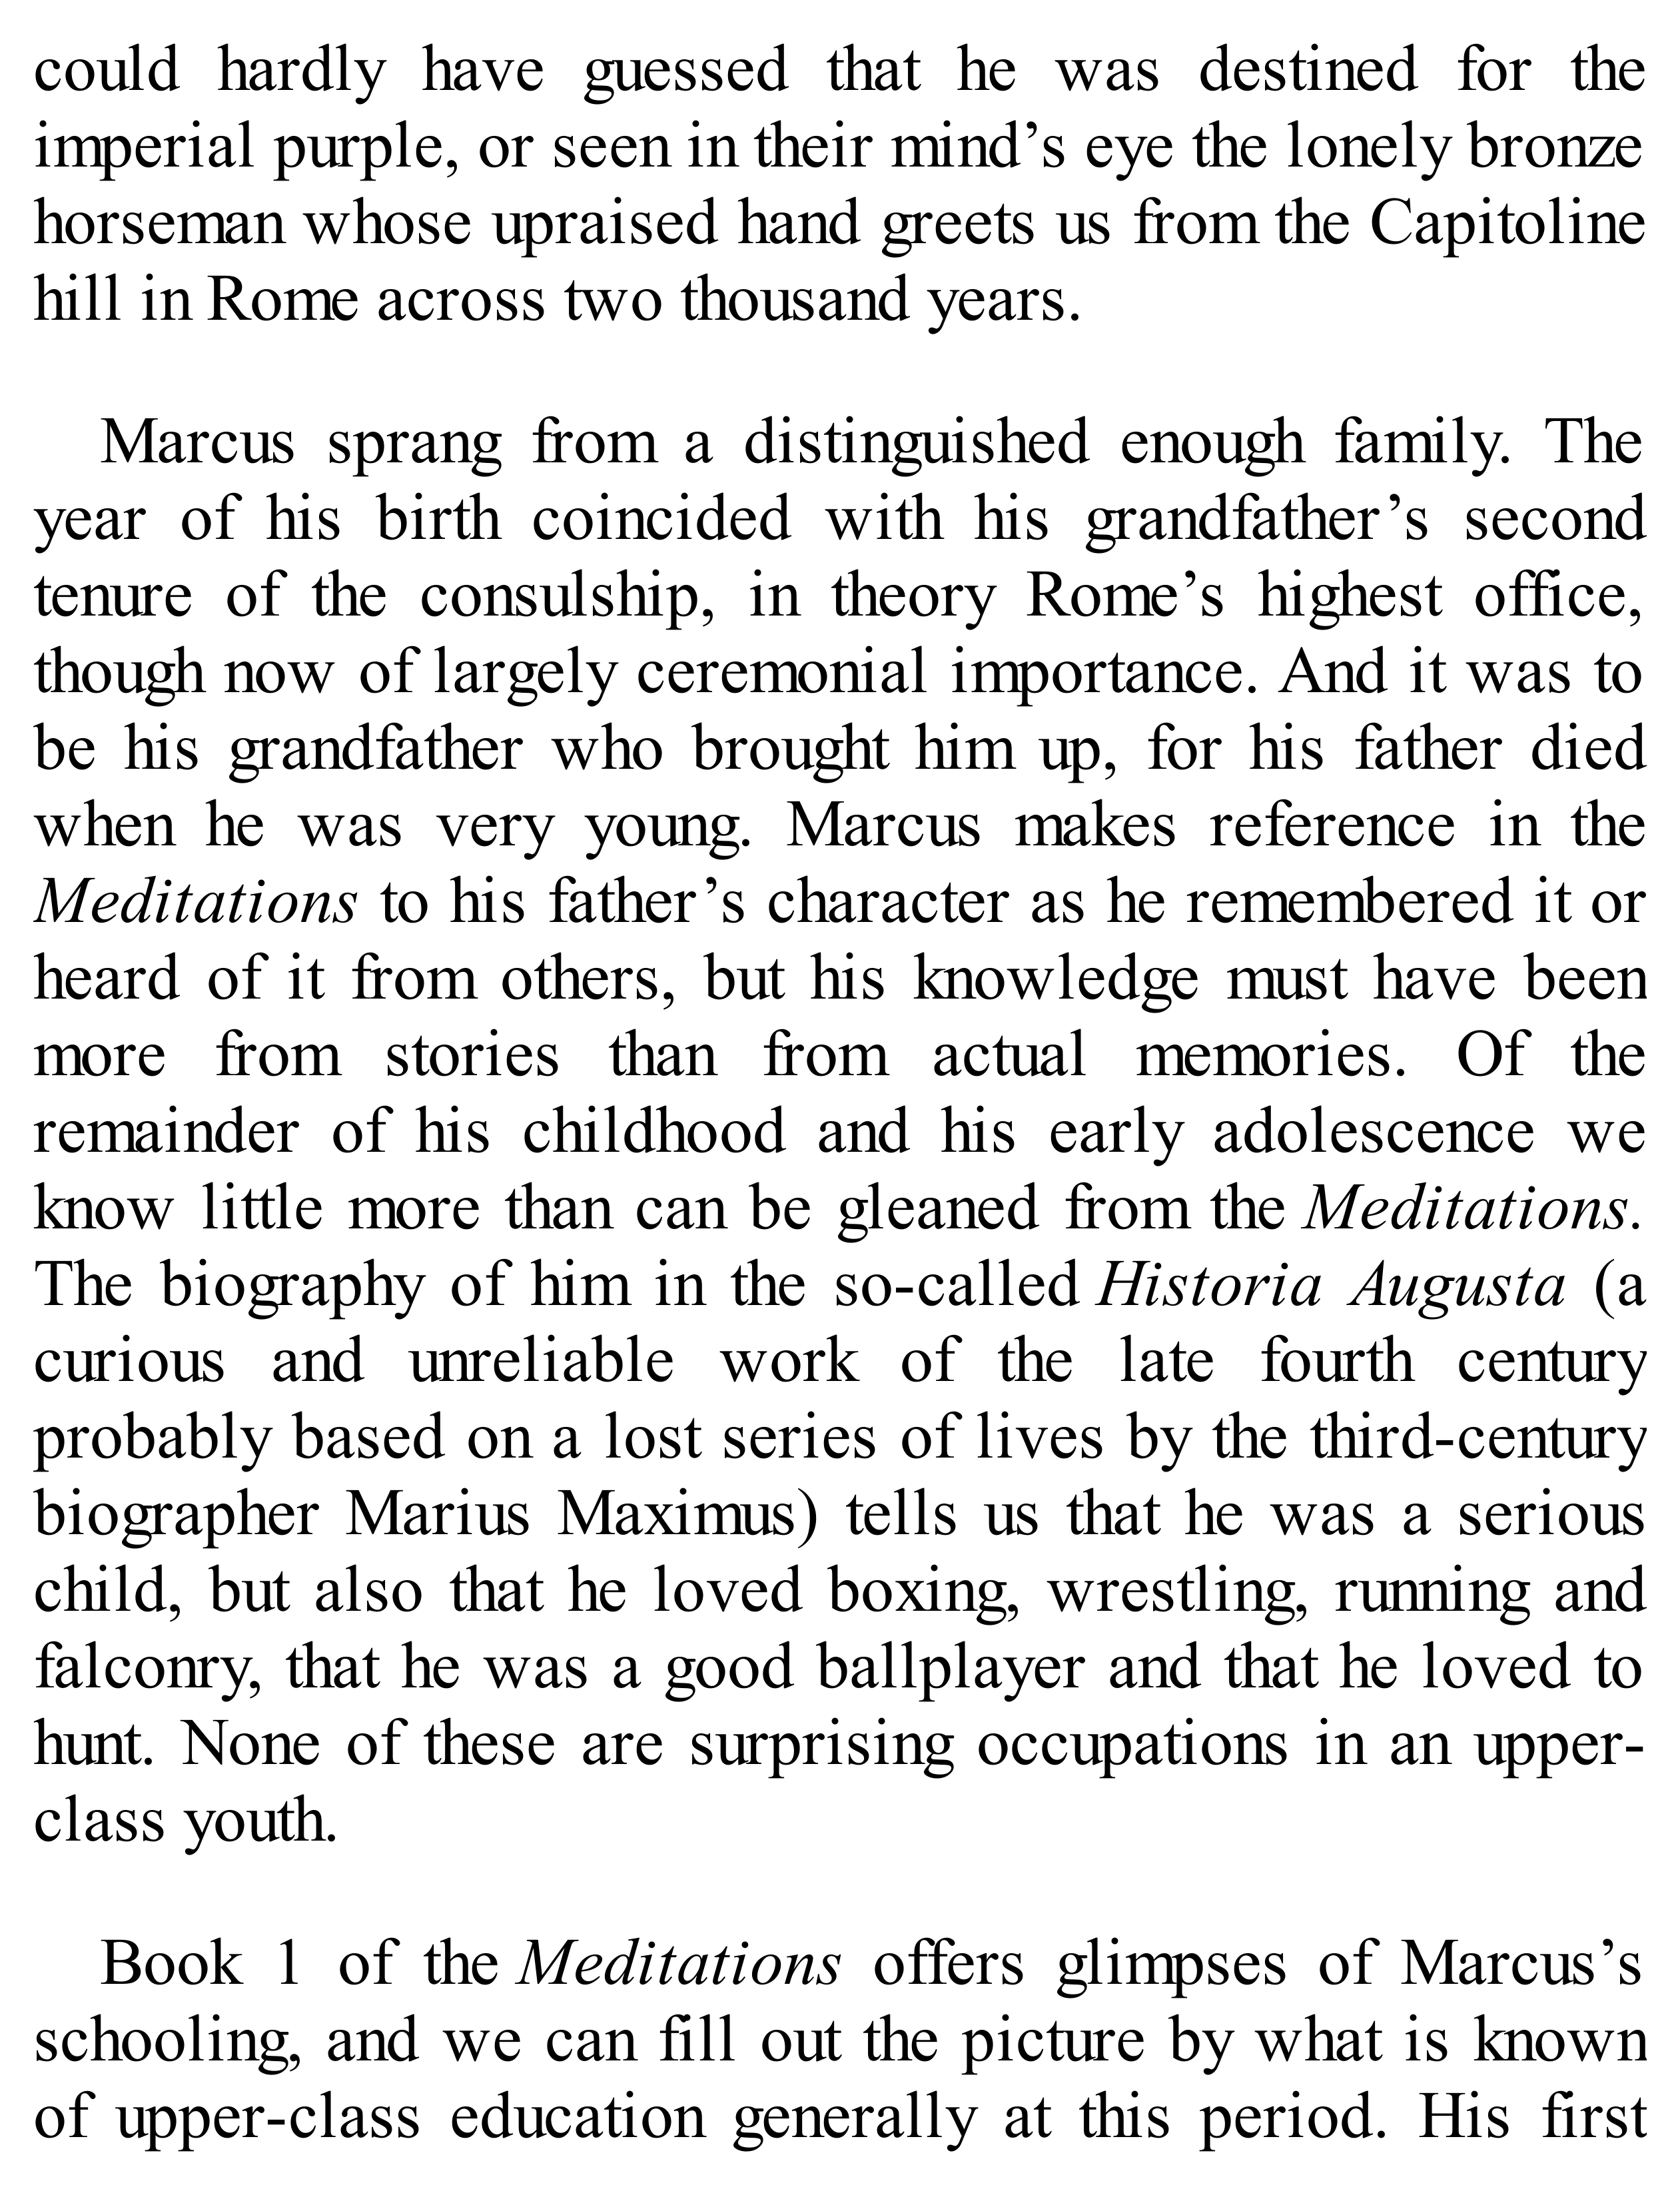 could hardly have guessed that he was destined for the
imperial purple, or seen in their mind’s eye the lonely bronze
horseman whose upraised hand greets us from the Capitoline
hill in Rome across two thousand years.
Marcus sprang from a distinguished enough family. The
year of his birth coincided with his grandfather’s second
tenure of the consulship, in theory Rome’s highest office,
though now of largely ceremonial importance. And it was to
be his grandfather who brought him up, for his father died
when he was very young. Marcus makes reference in the
Meditations to his father’s character as he remembered it or
heard of it from others, but his knowledge must have been
more from stories than from actual memories. Of the
remainder of his childhood and his early adolescence we
know little more than can be gleaned from the Meditations.
The biography of him in the so-called Historia Augusta (a
curious and unreliable work of the late fourth century
probably based on a lost series of lives by the third-century
biographer Marius Maximus) tells us that he was a serious
child, but also that he loved boxing, wrestling, running and
falconry, that he was a good ballplayer and that he loved to
hunt. None of these are surprising occupations in an upper-
class youth.
Book 1 of the Meditations offers glimpses of Marcus’s
schooling, and we can fill out the picture by what is known
of upper-class education generally at this period. His first